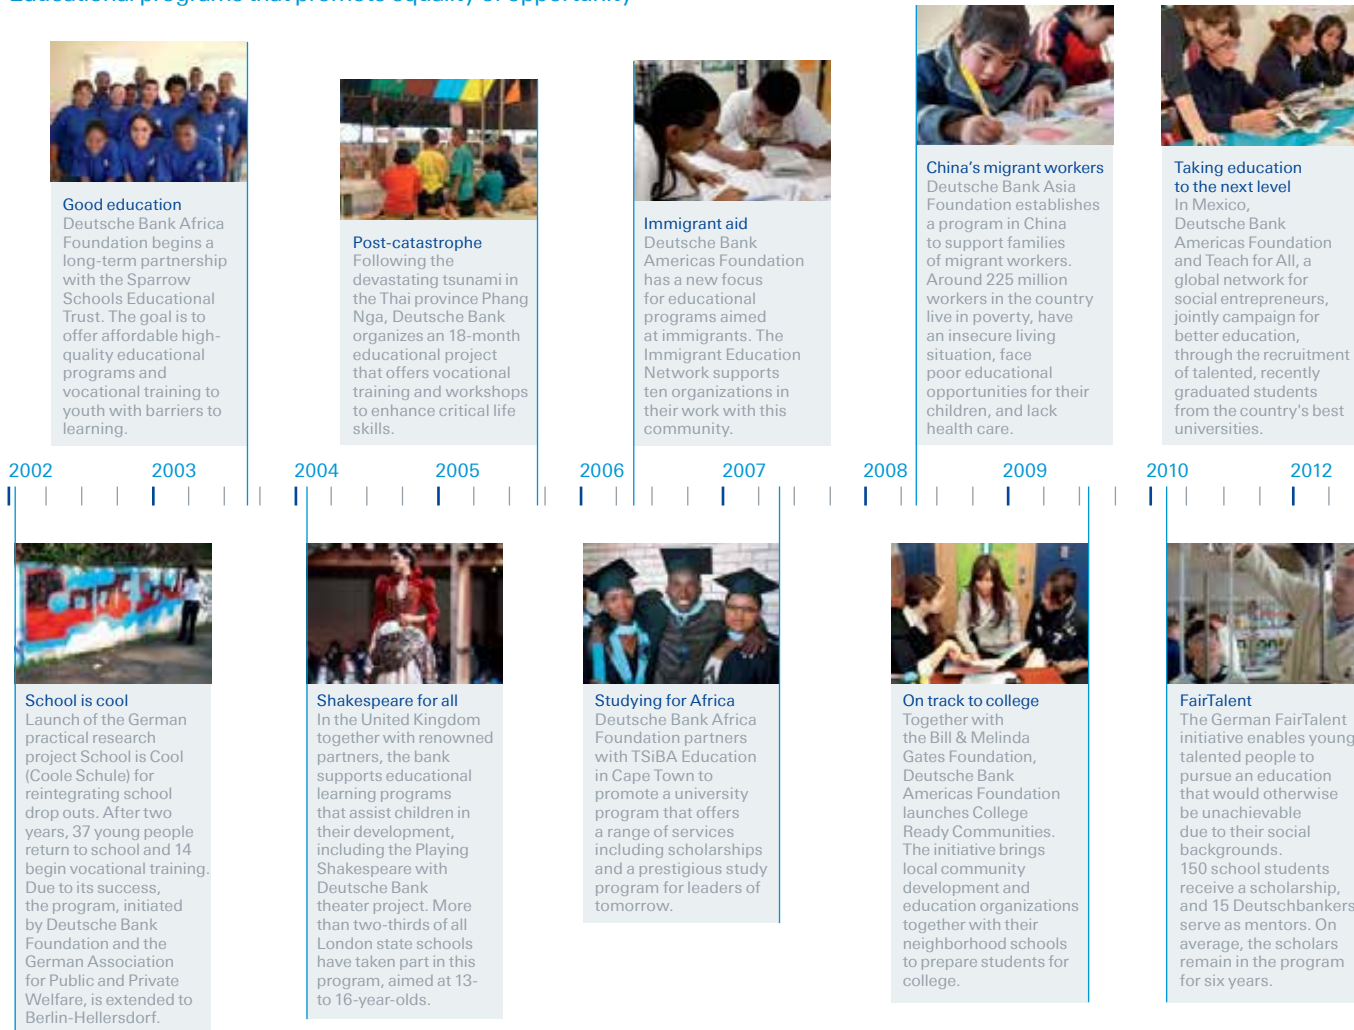 Educational programs that promote equality of opportunity
Good education
Deutsche Bank Africa
Foundation begins a
long-term partnership
with the Sparrow
Schools Educational
Trust. The goal is to
offer affordable high-
quality educational
programs and
vocational training to
youth with barriers to
learning.
Post-catastrophe
Following the
devastating tsunami in
the Thai province Phang
Nga, Deutsche Bank
organizes an 18-month
educational project
that offers vocational
training and workshops
to enhance critical life
skills.
Immigrant aid
Deutsche Bank
Americas Foundation
has a new focus
for educational
programs aimed
at immigrants. The
Immigrant Education
Network supports
ten organizations in
their work with this
community.
China's migrant workers
Deutsche Bank Asia
Foundation establishes
a program in China
to support families
of migrant workers.
Around 225 million
workers in the country
live in poverty, have
an insecure living
situation, face
poor educational
opportunities for their
children, and lack
health care.
Taking education
to the next level
In Mexico,
Deutsche Bank
Americas Foundation
and Teach for All, a
global network for
social entrepreneurs,
jointly campaign for
better education,
through the recruitment
of talented, recently
graduated students
from the country's best
universities.
2002 2003 2004 2005 2006 2007 2008 2009 2010 2012
School is cool
Launch of the German
practical research
project School is Cool
(Coole Schule) for
reintegrating school
drop outs. After two
years, 37 young people
return to school and 14
begin vocational training.
Due to its success,
the program, initiated
by Deutsche Bank
Foundation and the
German Association
for Public and Private
Welfare, is extended to
Berlin-Hellersdorf.
Shakespeare for all
In the United Kingdom
together with renowned
partners, the bank
supports educational
learning programs
that assist children in
their development,
including the Playing
Shakespeare with
Deutsche Bank
theater project. More
than two-thirds of all
London state schools
have taken part in this
program, aimed at 13-
to 16-year-olds.
Studying for Africa
Deutsche Bank Africa
Foundation partners
with TSiBA Education
in Cape Town to
promote a university
program that offers
a range of services
including scholarships
and a prestigious study
program for leaders of
tomorrow.
On track to college
Together with
the Bill & Melinda
Gates Foundation,
Deutsche Bank
Americas Foundation
launches College
Ready Communities.
The initiative brings
local community
development and
education organizations
together with their
neighborhood schools
to prepare students for
college.
FairTalent
The German FairTalent
initiative enables young
talented people to
pursue an education
that would otherwise
be unachievable
due to their social
backgrounds.
150 school students
receive a scholarship,
and 15 Deutschbankers
serve as mentors. On
average, the scholars
remain in the program
for six years.